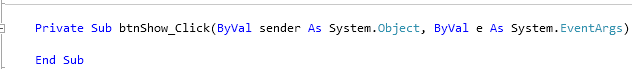 Private Sub btnShow_Click(ByVal sender As System.Object, ByVal e As System.EventArgs)
End Sub